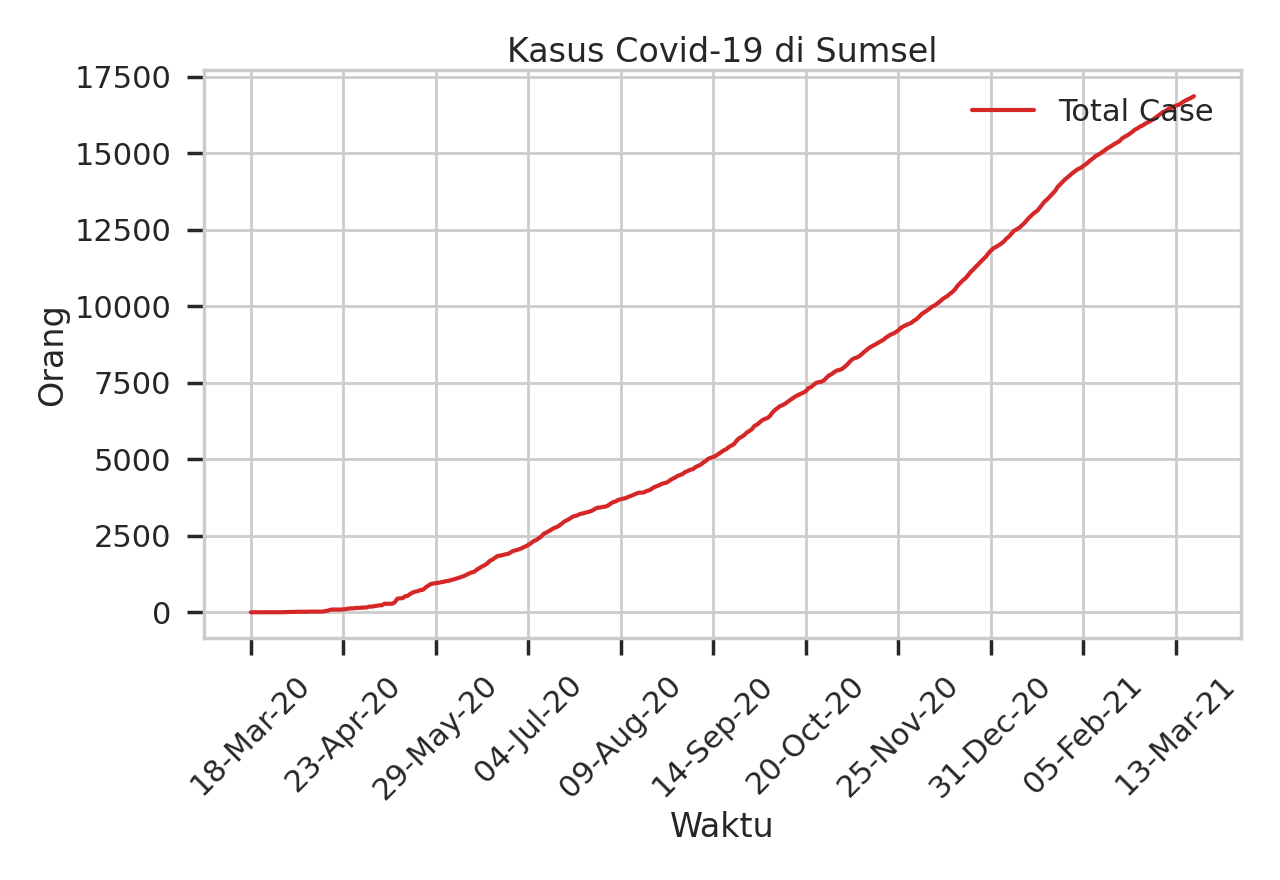 Kasus Covid-19 di Sumsel
Total Case
17500
15000
12500
10000
7500
5000
2500
0
Orang
18-Mar-20
23-Apr-20
29-May-20
04-Jul-20
09-Aug-20
14-Sep-20
20-Oct-20
25-Nov-20
31-Dec-20
05-Feb-21
13-Mar-21
Waktu